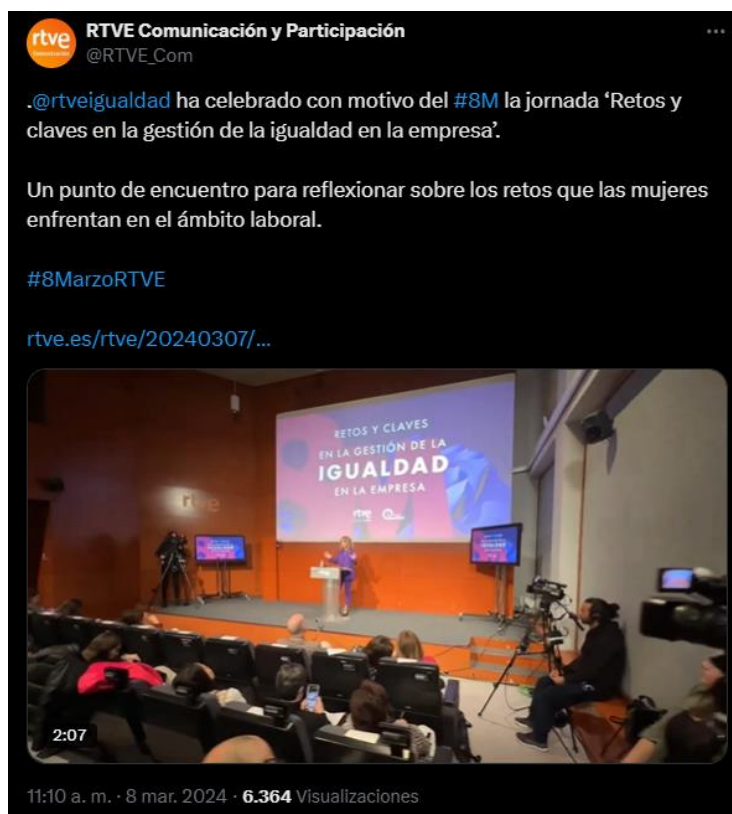 rtve
RTVE Comunicación y Participación
@RTVE_Com
.@rtveigualdad ha celebrado con motivo del #8M la jornada ‘Retos y
claves en la gestión de la igualdad en la empresa’.
Un punto de encuentro para reflexionar sobre los retos que las mujeres
enfrentan en el ámbito laboral.
#8MarzoRTVE
rtve.es/rtve/20240307/...
RETOS Y CLAVES
EN LA GESTIÓN DE LA
IGUALDAD
EN LA EMPRESA
rtve
rtve
2:07
11:10 a. m. · 8 mar. 2024 · 6.364 Visualizaciones